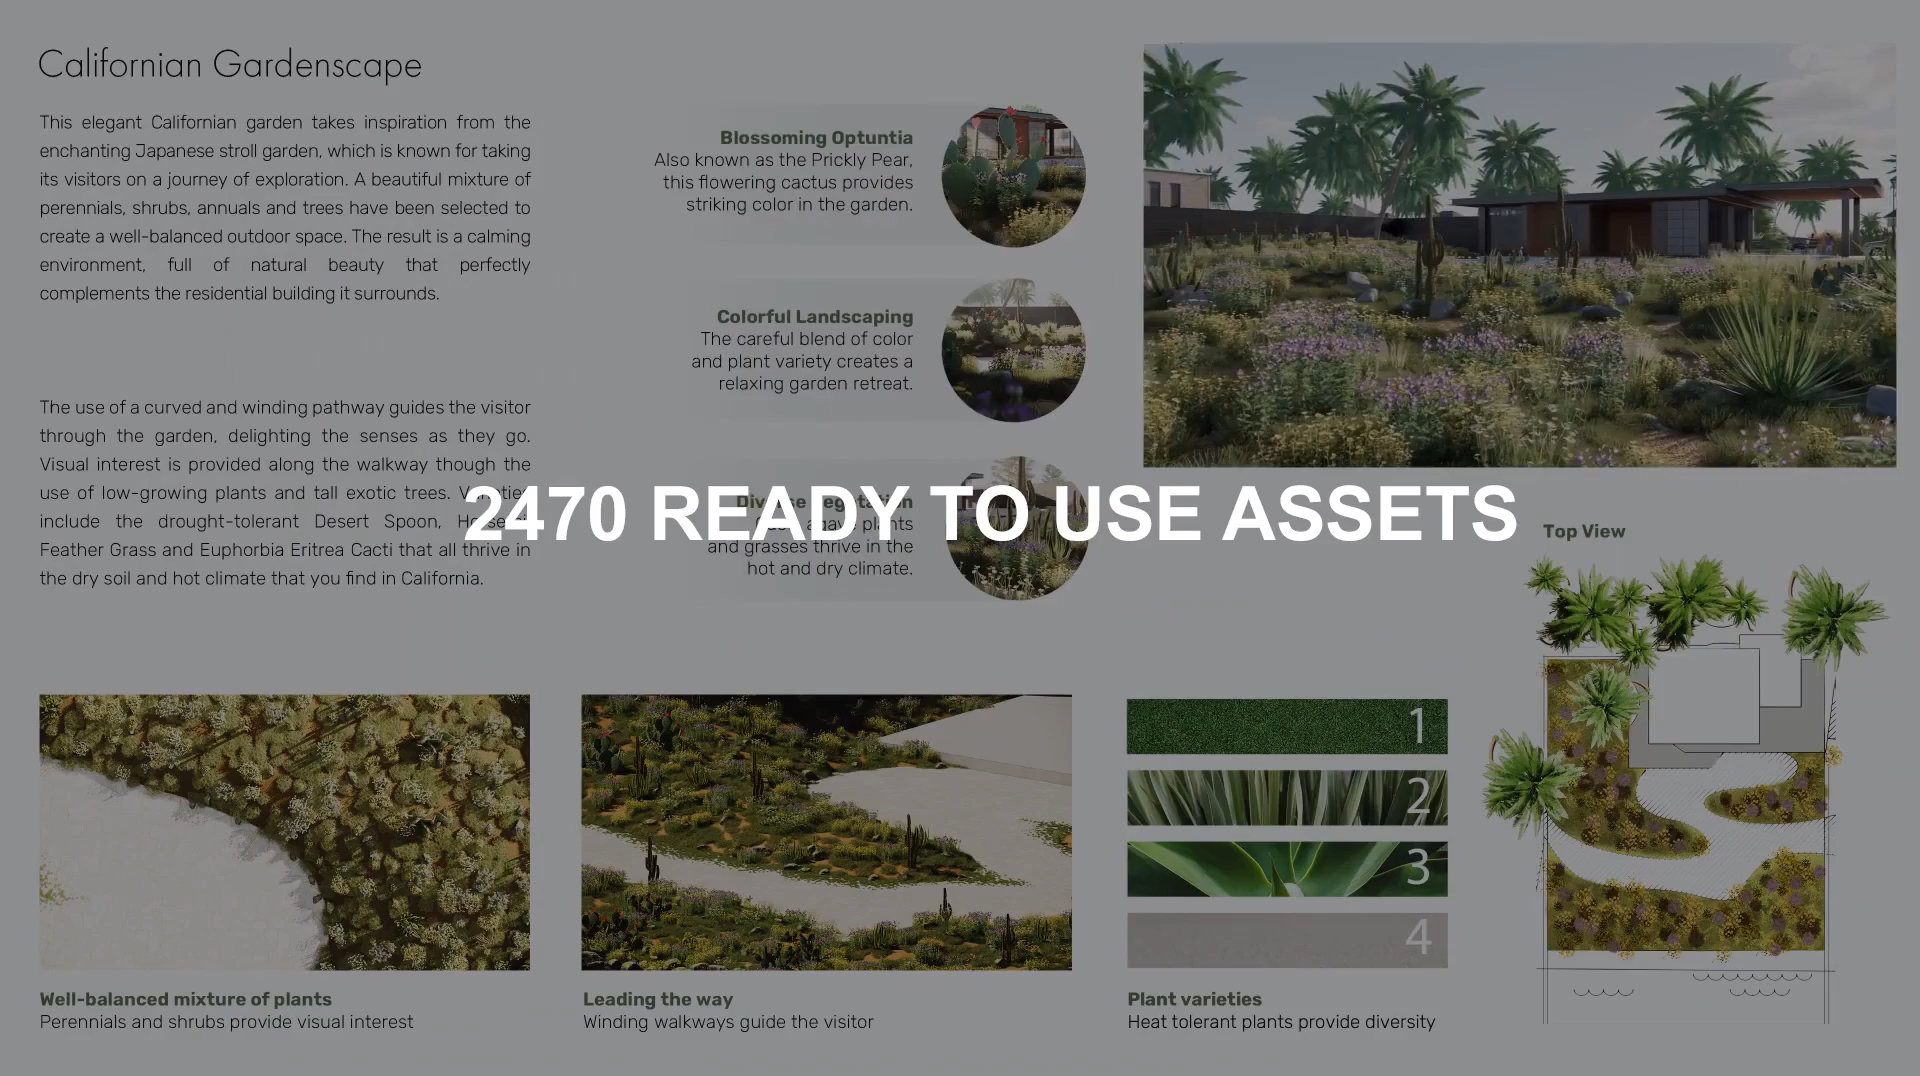 Californian Gardenscape
This elegant Californian garden takes inspiration from the
enchanting Japanese stroll garden, which is known for taking
its visitors on a journey of exploration. A beautiful mixture of
perennials, shrubs, annuals and trees have been selected to
create a well-balanced outdoor space. The result is a calming
environment, full of natural beauty that perfectly
complements the residential building it surrounds.
The use of a curved and winding pathway guides the visitor
through the garden, delighting the senses as they go.
Visual interest is provided along the walkway though the
use of low-growing plants and tall exotic trees.
include the drought-tolerant Desert Spoon,
Feather Grass and Euphorbia Eritrea Cacti that all thrive in
the dry soil and hot climate that you find in California.
Blossoming Optuntia
Also known as the Prickly Pear,
this flowering cactus provides
striking color in the garden.
Colorful Landscaping
The careful blend of color
and plant variety creates a
relaxing garden retreat.
Diverse Vegetation
agave plants
and grasses thrive in the
hot and dry climate.
2470 READY TO USE ASSETS
Top View
1
2
3
4
Well-balanced mixture of plants
Perennials and shrubs provide visual interest
Leading the way
Winding walkways guide the visitor
Plant varieties
Heat tolerant plants provide diversity